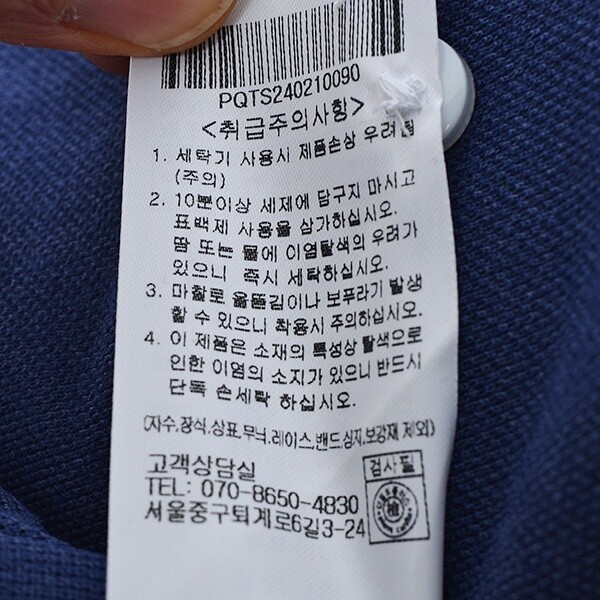 PQTS240210090
<취급주의사항>
1. 세탁기 사용시 제품손상 우려됨
(주의)
2. 10뿐이상 세제에 담구지 마시고
표백제 사용을 삼가하십시오.
땀 또는 물에 이염탈색의 우려가
있으니 즉시 세탁하십시오.
3. 마찰로 올뜯김이나 보푸라기 발생
할 수 있으니 착용시 주의하십시오.
4. 이 제품은 소재의 특성상 탈색으로
인한 이염의 소지가 있으니 반드시
단독 손세탁 하십시오.
(자수,장식,상표,무늬,레이스,밴드,심지,보강재 제외)
고객상담실
TEL: 070-8650-4830
서울중구퇴계로6길3-24
검사필